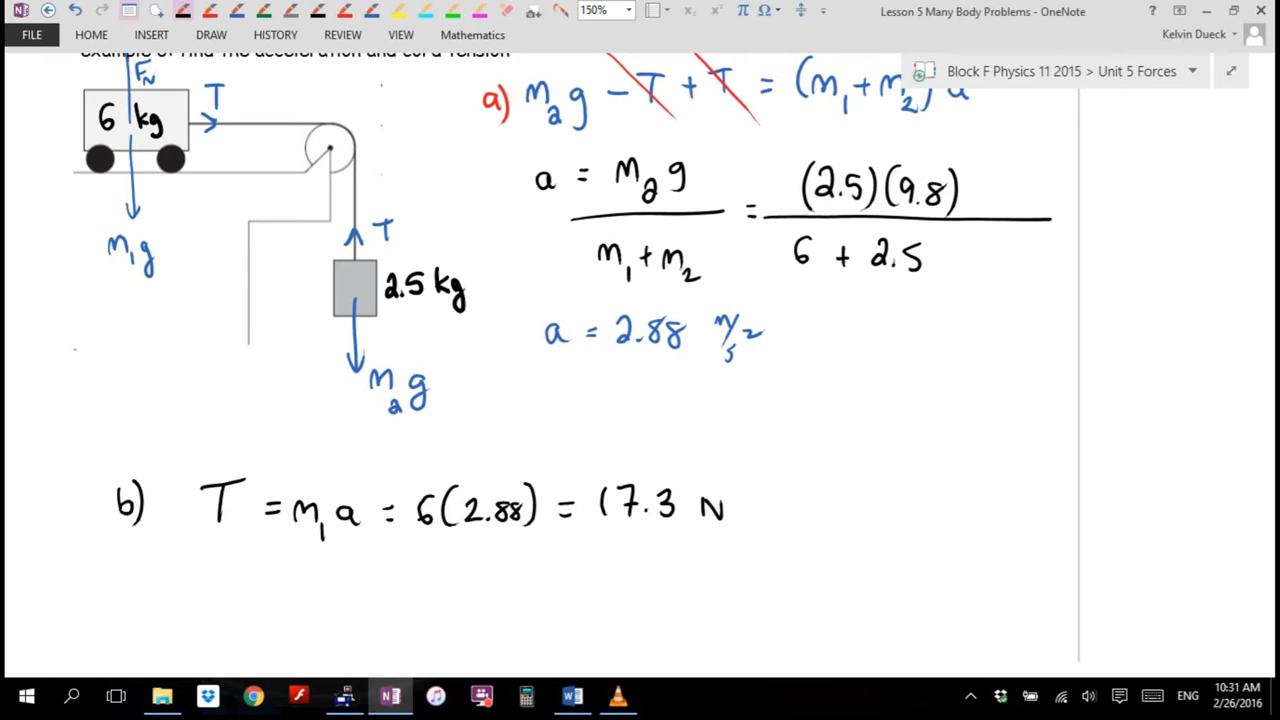 Lesson 5 Many Body Problems - OneNote
150%
FILE HOME INSERT DRAW HISTORY REVIEW VIEW Mathematics
Kelvin Dueck
Block F Physics 11 2015 > Unit 5 Forces
F_N
6 kg
T
m₁g
T
2.5 kg
m₂g
a) m₂g - T + T = (m₁+m₂) a
a = m₂g / (m₁+m₂) = (2.5)(9.8) / (6 + 2.5)
a = 2.88 m/s²
b) T = m₁a = 6(2.88) = 17.3 N
ENG
10:31 AM
2/26/2016